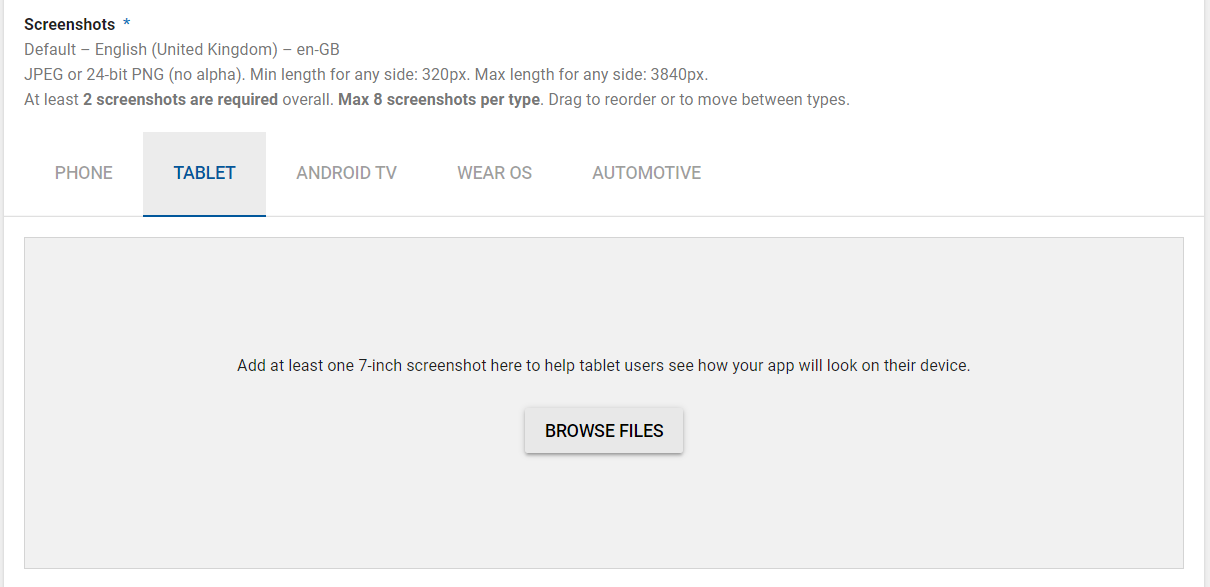 Screenshots *
Default – English (United Kingdom) – en-GB
JPEG or 24-bit PNG (no alpha). Min length for any side: 320px. Max length for any side: 3840px.
At least 2 screenshots are required overall. Max 8 screenshots per type. Drag to reorder or to move between types.
PHONE TABLET ANDROID TV WEAR OS AUTOMOTIVE
Add at least one 7-inch screenshot here to help tablet users see how your app will look on their device.
BROWSE FILES